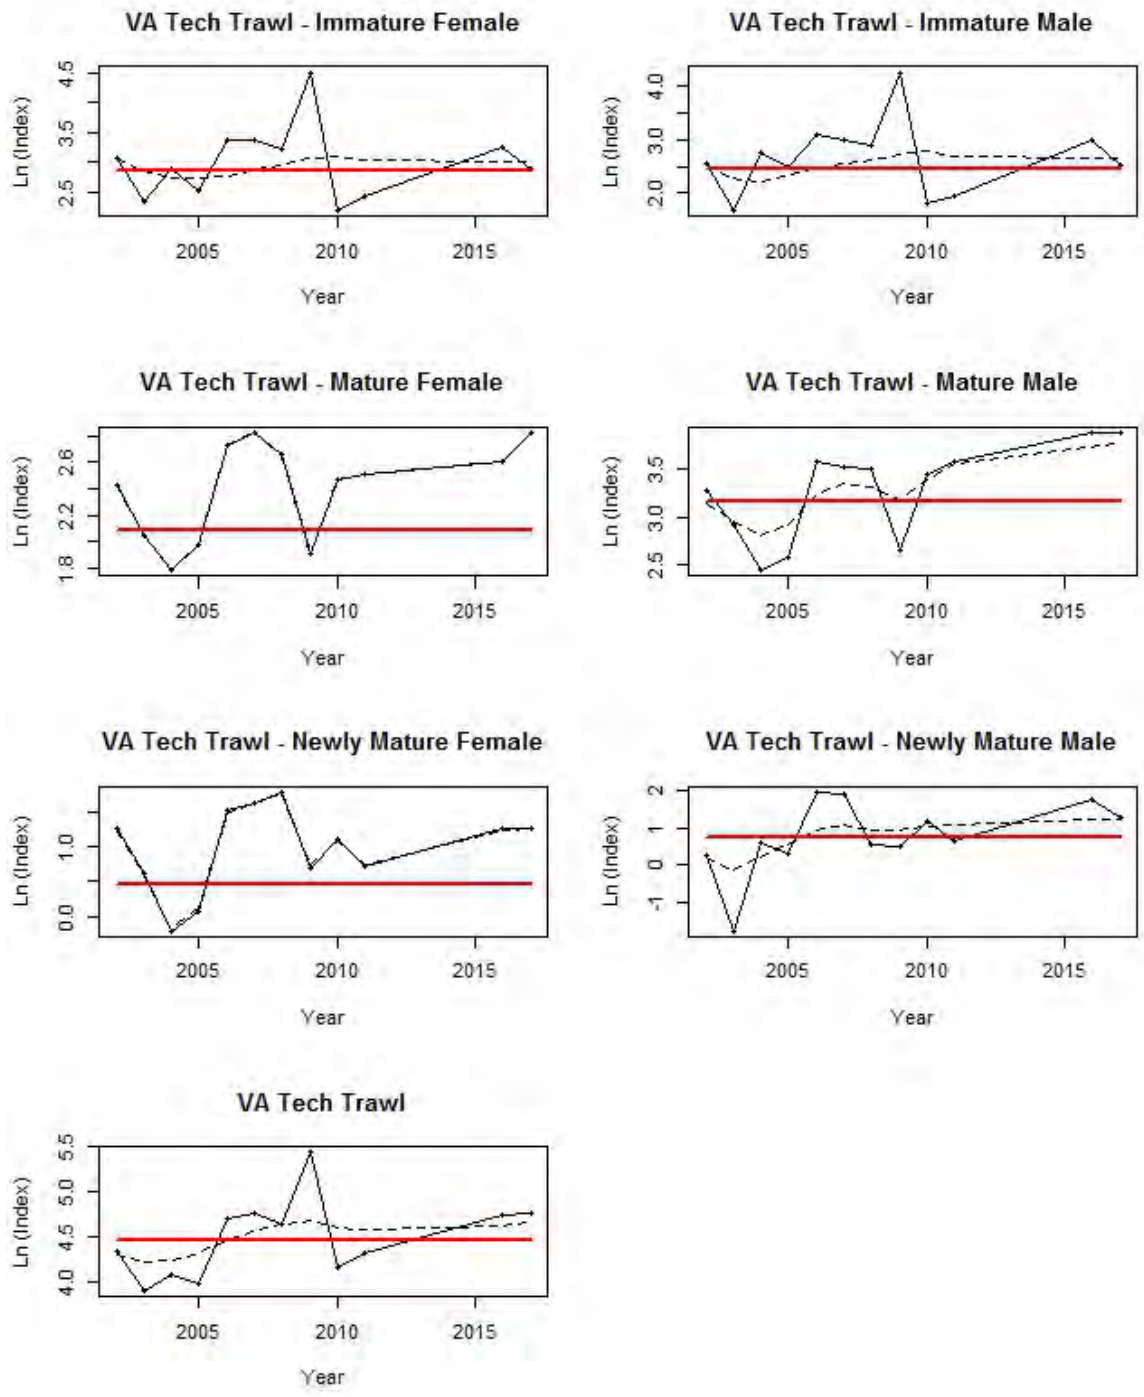 VA Tech Trawl - Immature Female
Ln (Index)
4.5
3.5
2.5
2005 2010 2015
Year
VA Tech Trawl - Immature Male
Ln (Index)
4.0
3.0
2.0
2005 2010 2015
Year
VA Tech Trawl - Mature Female
Ln (Index)
2.6
2.2
1.8
2005 2010 2015
Year
VA Tech Trawl - Mature Male
Ln (Index)
3.5
3.0
2.5
2005 2010 2015
Year
VA Tech Trawl - Newly Mature Female
Ln (Index)
1.0
0.0
2005 2010 2015
Year
VA Tech Trawl - Newly Mature Male
Ln (Index)
2
1
0
-1
2005 2010 2015
Year
VA Tech Trawl
Ln (Index)
5.5
5.0
4.5
4.0
2005 2010 2015
Year